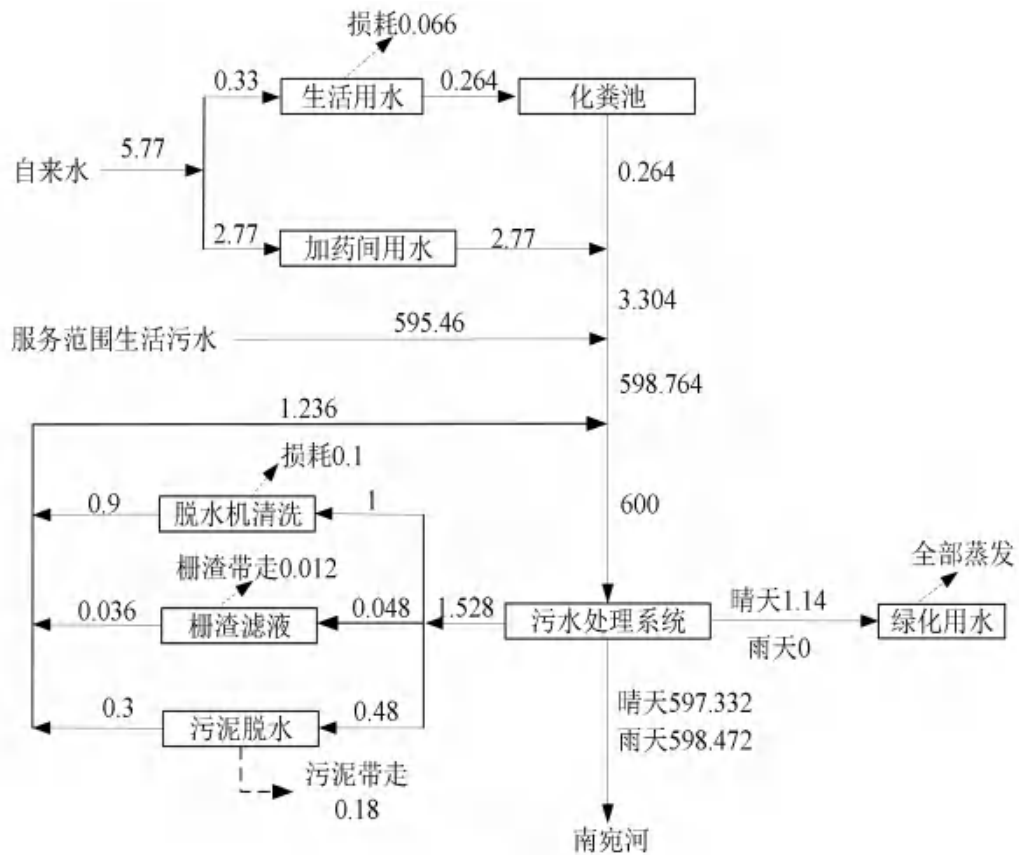 损耗0.066
0.33
生活用水
0.264
化粪池
5.77
自来水
0.264
2.77
加药间用水
2.77
3.304
服务范围生活污水
595.46
598.764
1.236
损耗0.1
0.9
脱水机清洗
1
600
栅渣带走0.012
全部蒸发
0.036
栅渣滤液
0.048
1.528
污水处理系统
晴天1.14
雨天0
绿化用水
0.3
污泥脱水
0.48
晴天597.332
雨天598.472
污泥带走
0.18
南宛河